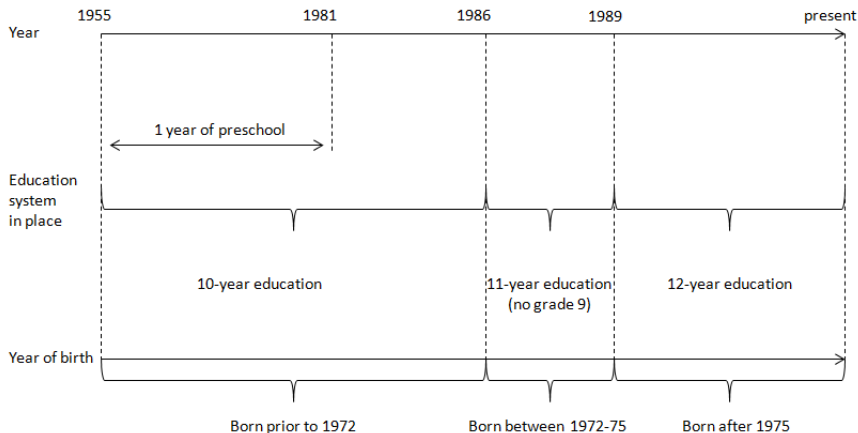 1955 1981 1986 1989 present
Year
1 year of preschool
Education
system
in place
10-year education 11-year education 12-year education
(no grade 9)
Year of birth
Born prior to 1972 Born between 1972-75 Born after 1975